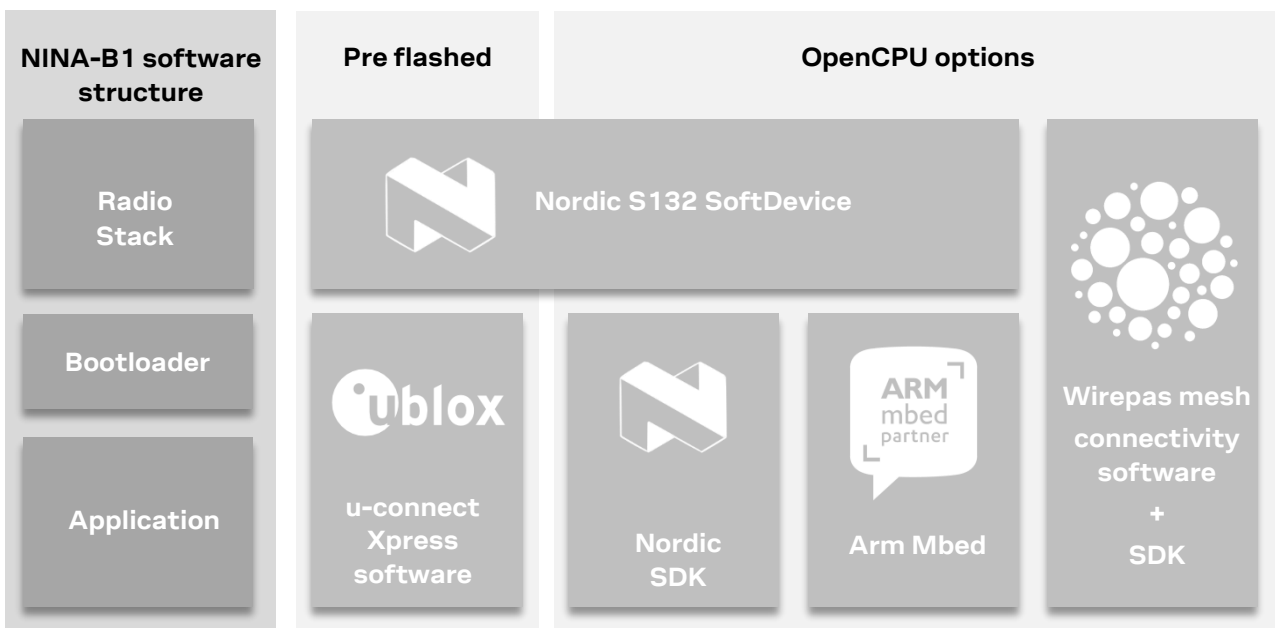 NINA-B1 software
structure
Radio
Stack
Bootloader
Application
Pre flashed
OpenCPU options
Nordic S132 SoftDevice
ublox
u-connect
Xpress
software
Nordic
SDK
ARM
mbed
partner
Arm Mbed
Wirepas mesh
connectivity
software
+
SDK